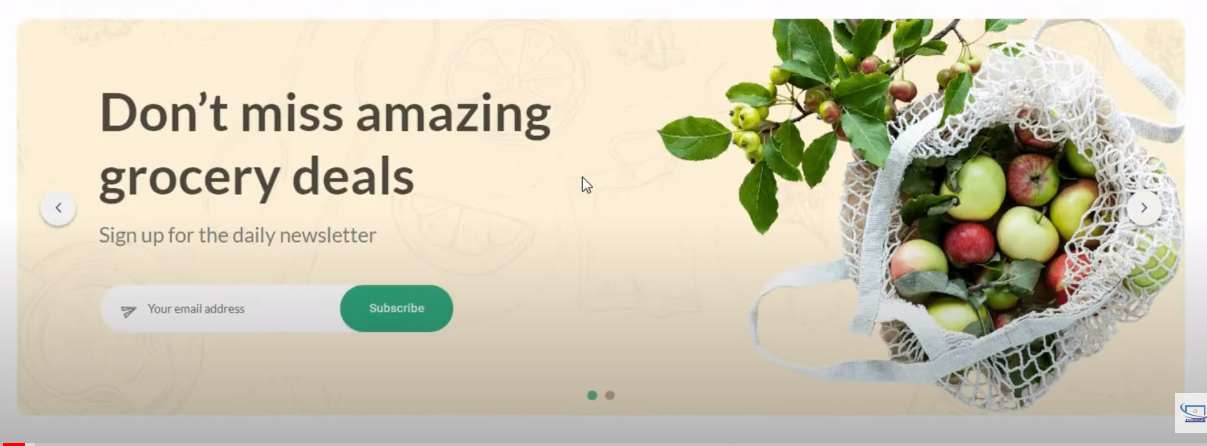 Don't miss amazing
grocery deals
Sign up for the daily newsletter
Your email address
Subscribe